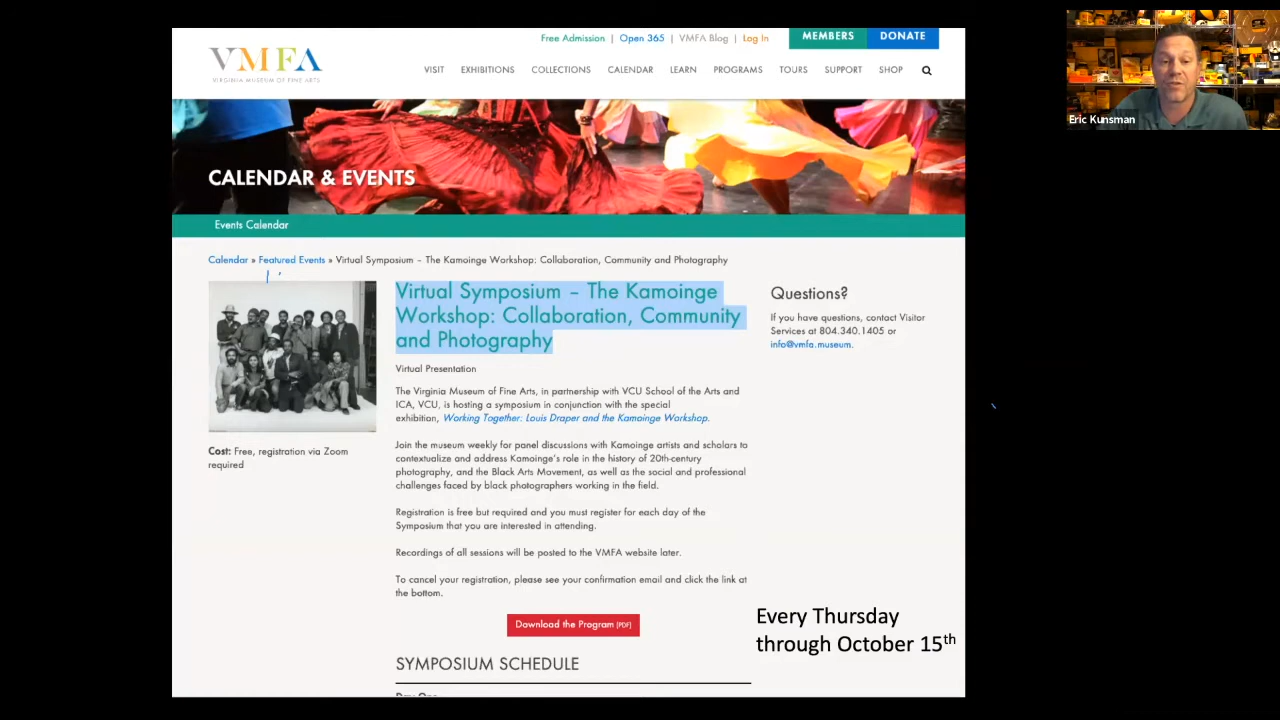 Free Admission | Open 365 | VMFA Blog | Log In
MEMBERS
DONATE
VMFA
VIRGINIA MUSEUM OF FINE ARTS
VISIT EXHIBITIONS COLLECTIONS CALENDAR LEARN PROGRAMS TOURS SUPPORT SHOP
Eric Kunsman
CALENDAR & EVENTS
Events Calendar
Calendar » Featured Events » Virtual Symposium – The Kamoinge Workshop: Collaboration, Community and Photography
Cost: Free, registration via Zoom
required
Virtual Symposium – The Kamoinge
Workshop: Collaboration, Community
and Photography
Virtual Presentation
The Virginia Museum of Fine Arts, in partnership with VCU School of the Arts and
ICA, VCU, is hosting a symposium in conjunction with the special
exhibition, Working Together: Louis Draper and the Kamoinge Workshop.
Join the museum weekly for panel discussions with Kamoinge artists and scholars to
contextualize and address Kamoinge's role in the history of 20th-century
photography, and the Black Arts Movement, as well as the social and professional
challenges faced by black photographers working in the field.
Registration is free but required and you must register for each day of the
Symposium that you are interested in attending.
Recordings of all sessions will be posted to the VMFA website later.
To cancel your registration, please see your confirmation email and click the link at
the bottom.
Download the Program [PDF]
SYMPOSIUM SCHEDULE
Questions?
If you have questions, contact Visitor
Services at 804.340.1405 or
info@vmfa.museum.
Every Thursday
through October 15th